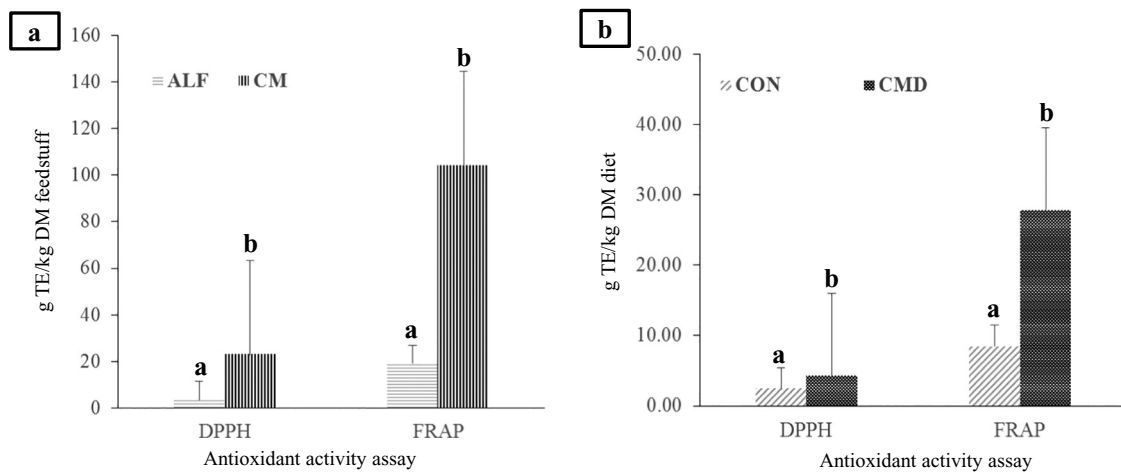 a
160
140
120
100
80
60
40
20
0
g TE/kg DM feedstuff
ALF CM
a
b
a
b
DPPH FRAP
Antioxidant activity assay
b
50.00
40.00
30.00
20.00
10.00
0.00
g TE/kg DM diet
CON CMD
a
b
a
b
DPPH FRAP
Antioxidant activity assay